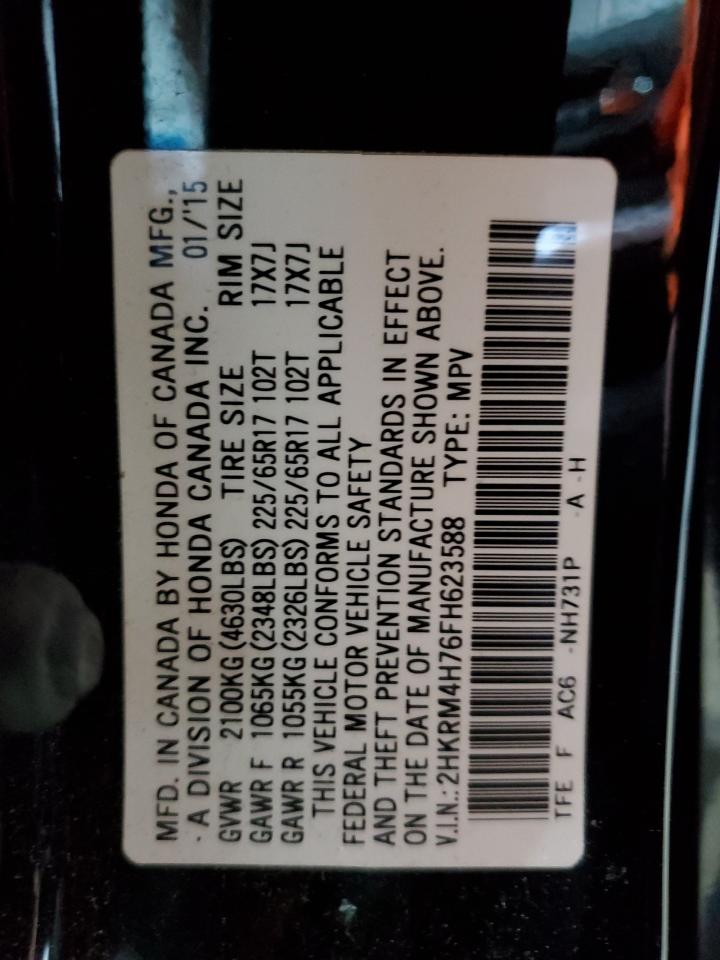 MFD. IN CANADA BY HONDA OF CANADA MFG.,
A DIVISION OF HONDA CANADA INC. 01/'15
GVWR 2100KG (4630LBS) TIRE SIZE RIM SIZE
GAWR F 1065KG (2348LBS) 225/65R17 102T 17X7J
GAWR R 1055KG (2326LBS) 225/65R17 102T 17X7J
THIS VEHICLE CONFORMS TO ALL APPLICABLE
FEDERAL MOTOR VEHICLE SAFETY
AND THEFT PREVENTION STANDARDS IN EFFECT
ON THE DATE OF MANUFACTURE SHOWN ABOVE.
V.I.N.: 2HKRM4H76FH623588 TYPE: MPV
TFE F AC6 -NH731P -A -H